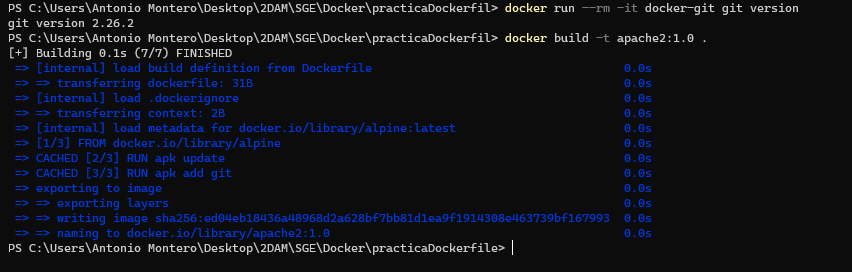 PS C:\Users\Antonio Montero\Desktop\2DAM\SGE\Docker\practicaDockerfil> docker run --rm -it docker-git git version
git version 2.26.2
PS C:\Users\Antonio Montero\Desktop\2DAM\SGE\Docker\practicaDockerfil> docker build -t apache2:1.0 .
[+] Building 0.1s (7/7) FINISHED
=> [internal] load build definition from Dockerfile 0.0s
=> => transferring dockerfile: 31B 0.0s
=> [internal] load .dockerignore 0.0s
=> => transferring context: 2B 0.0s
=> [internal] load metadata for docker.io/library/alpine:latest 0.0s
=> [1/3] FROM docker.io/library/alpine 0.0s
=> CACHED [2/3] RUN apk update 0.0s
=> CACHED [3/3] RUN apk add git 0.0s
=> exporting to image 0.0s
=> => exporting layers 0.0s
=> => writing image sha256:ed04eb18436a48968d2a628bf7bb81d1ea9f1914308e463739bf167993 0.0s
=> => naming to docker.io/library/apache2:1.0 0.0s
PS C:\Users\Antonio Montero\Desktop\2DAM\SGE\Docker\practicaDockerfile>